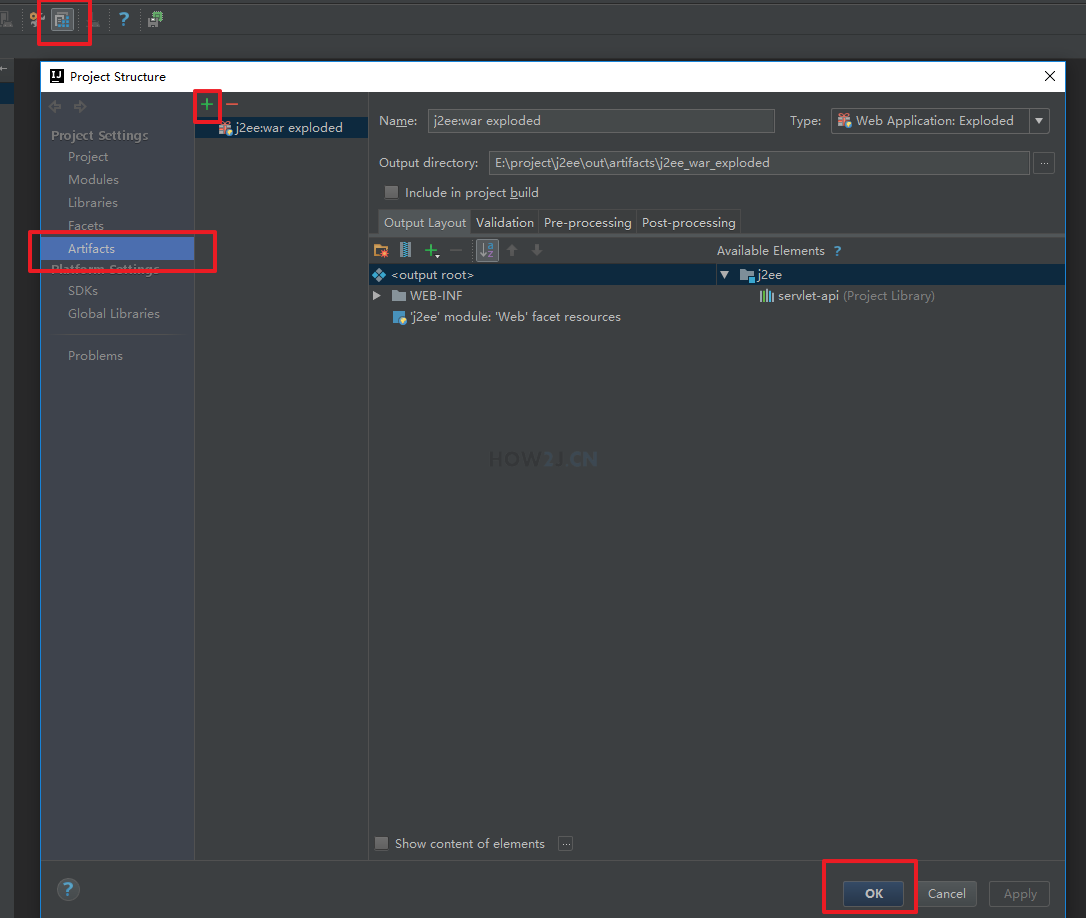 ?
IJ Project Structure
Project Settings
Project
Modules
Libraries
Facets
Artifacts
Platform Settings
SDKs
Global Libraries
Problems
j2ee:war exploded
Name: j2ee:war exploded Type: Web Application: Exploded
Output directory: E:\project\j2ee\out\artifacts\j2ee_war_exploded ...
Include in project build
Output Layout Validation Pre-processing Post-processing
a z Available Elements ?
<output root> j2ee
WEB-INF servlet-api (Project Library)
'j2ee' module: 'Web' facet resources
HOW2J.CN
Show content of elements ...
? OK Cancel Apply